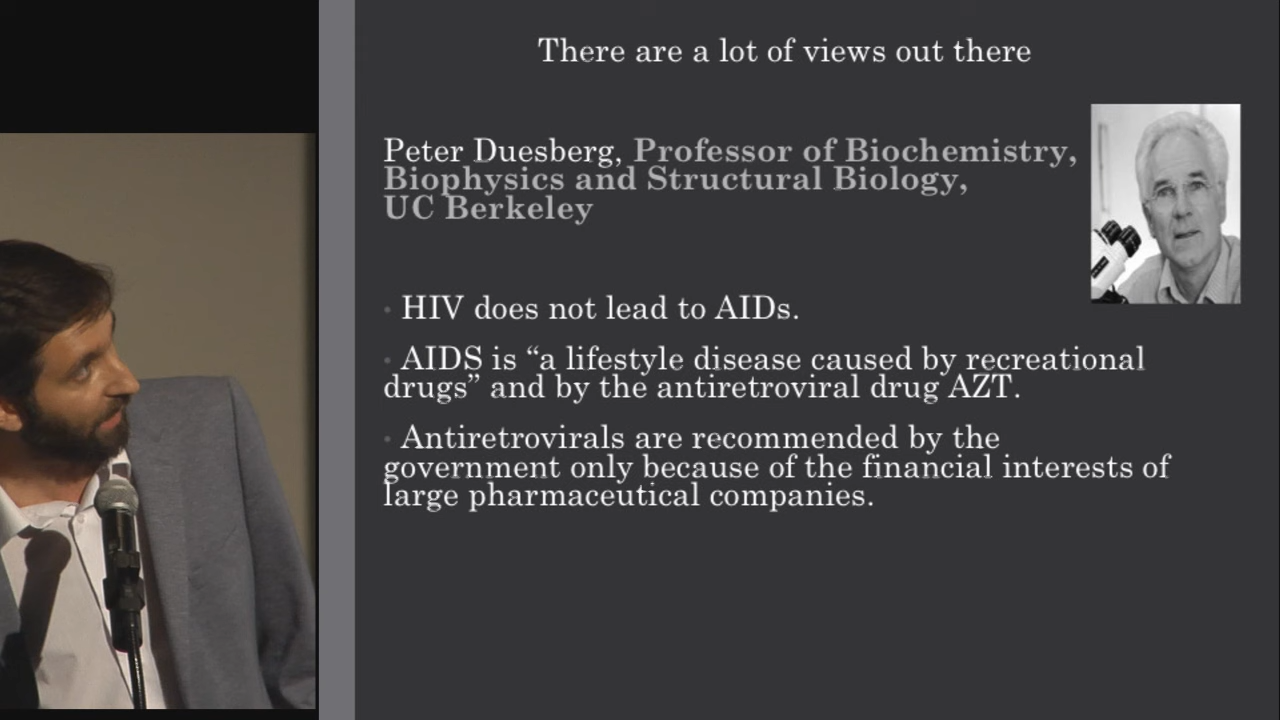 There are a lot of views out there
Peter Duesberg, Professor of Biochemistry,
Biophysics and Structural Biology,
UC Berkeley
• HIV does not lead to AIDs.
• AIDS is “a lifestyle disease caused by recreational
drugs” and by the antiretroviral drug AZT.
• Antiretrovirals are recommended by the
government only because of the financial interests of
large pharmaceutical companies.